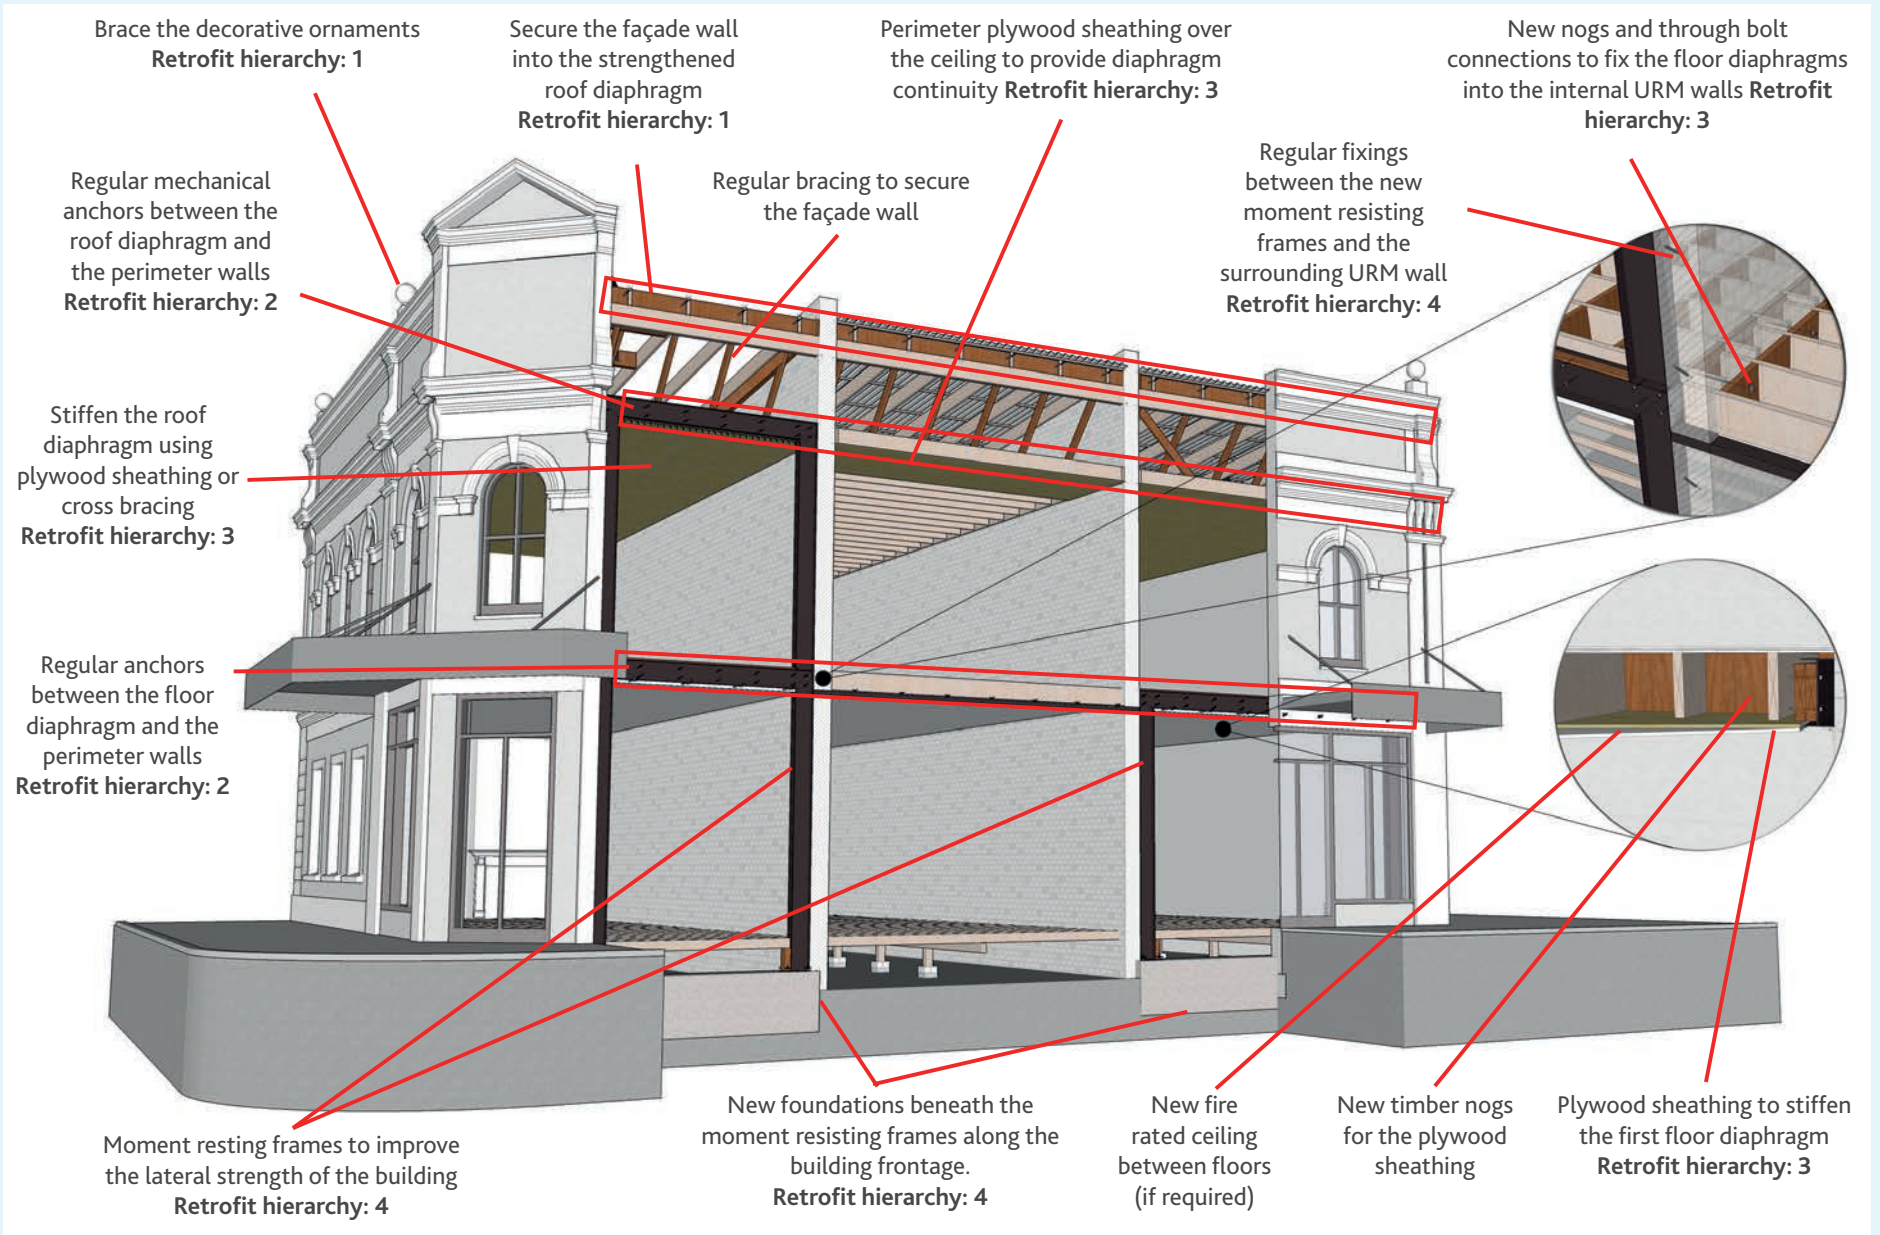 Brace the decorative ornaments
Retrofit hierarchy: 1
Secure the façade wall
into the strengthened
roof diaphragm
Retrofit hierarchy: 1
Perimeter plywood sheathing over
the ceiling to provide diaphragm
continuity Retrofit hierarchy: 3
New nogs and through bolt
connections to fix the floor diaphragms
into the internal URM walls Retrofit
hierarchy: 3
Regular mechanical
anchors between the
roof diaphragm and
the perimeter walls
Retrofit hierarchy: 2
Regular bracing to secure
the façade wall
Regular fixings
between the new
moment resisting
frames and the
surrounding URM wall
Retrofit hierarchy: 4
Stiffen the roof
diaphragm using
plywood sheathing or
cross bracing
Retrofit hierarchy: 3
Regular anchors
between the floor
diaphragm and the
perimeter walls
Retrofit hierarchy: 2
Moment resting frames to improve
the lateral strength of the building
Retrofit hierarchy: 4
New foundations beneath the
moment resisting frames along the
building frontage.
Retrofit hierarchy: 4
New fire
rated ceiling
between floors
(if required)
New timber nogs
for the plywood
sheathing
Plywood sheathing to stiffen
the first floor diaphragm
Retrofit hierarchy: 3